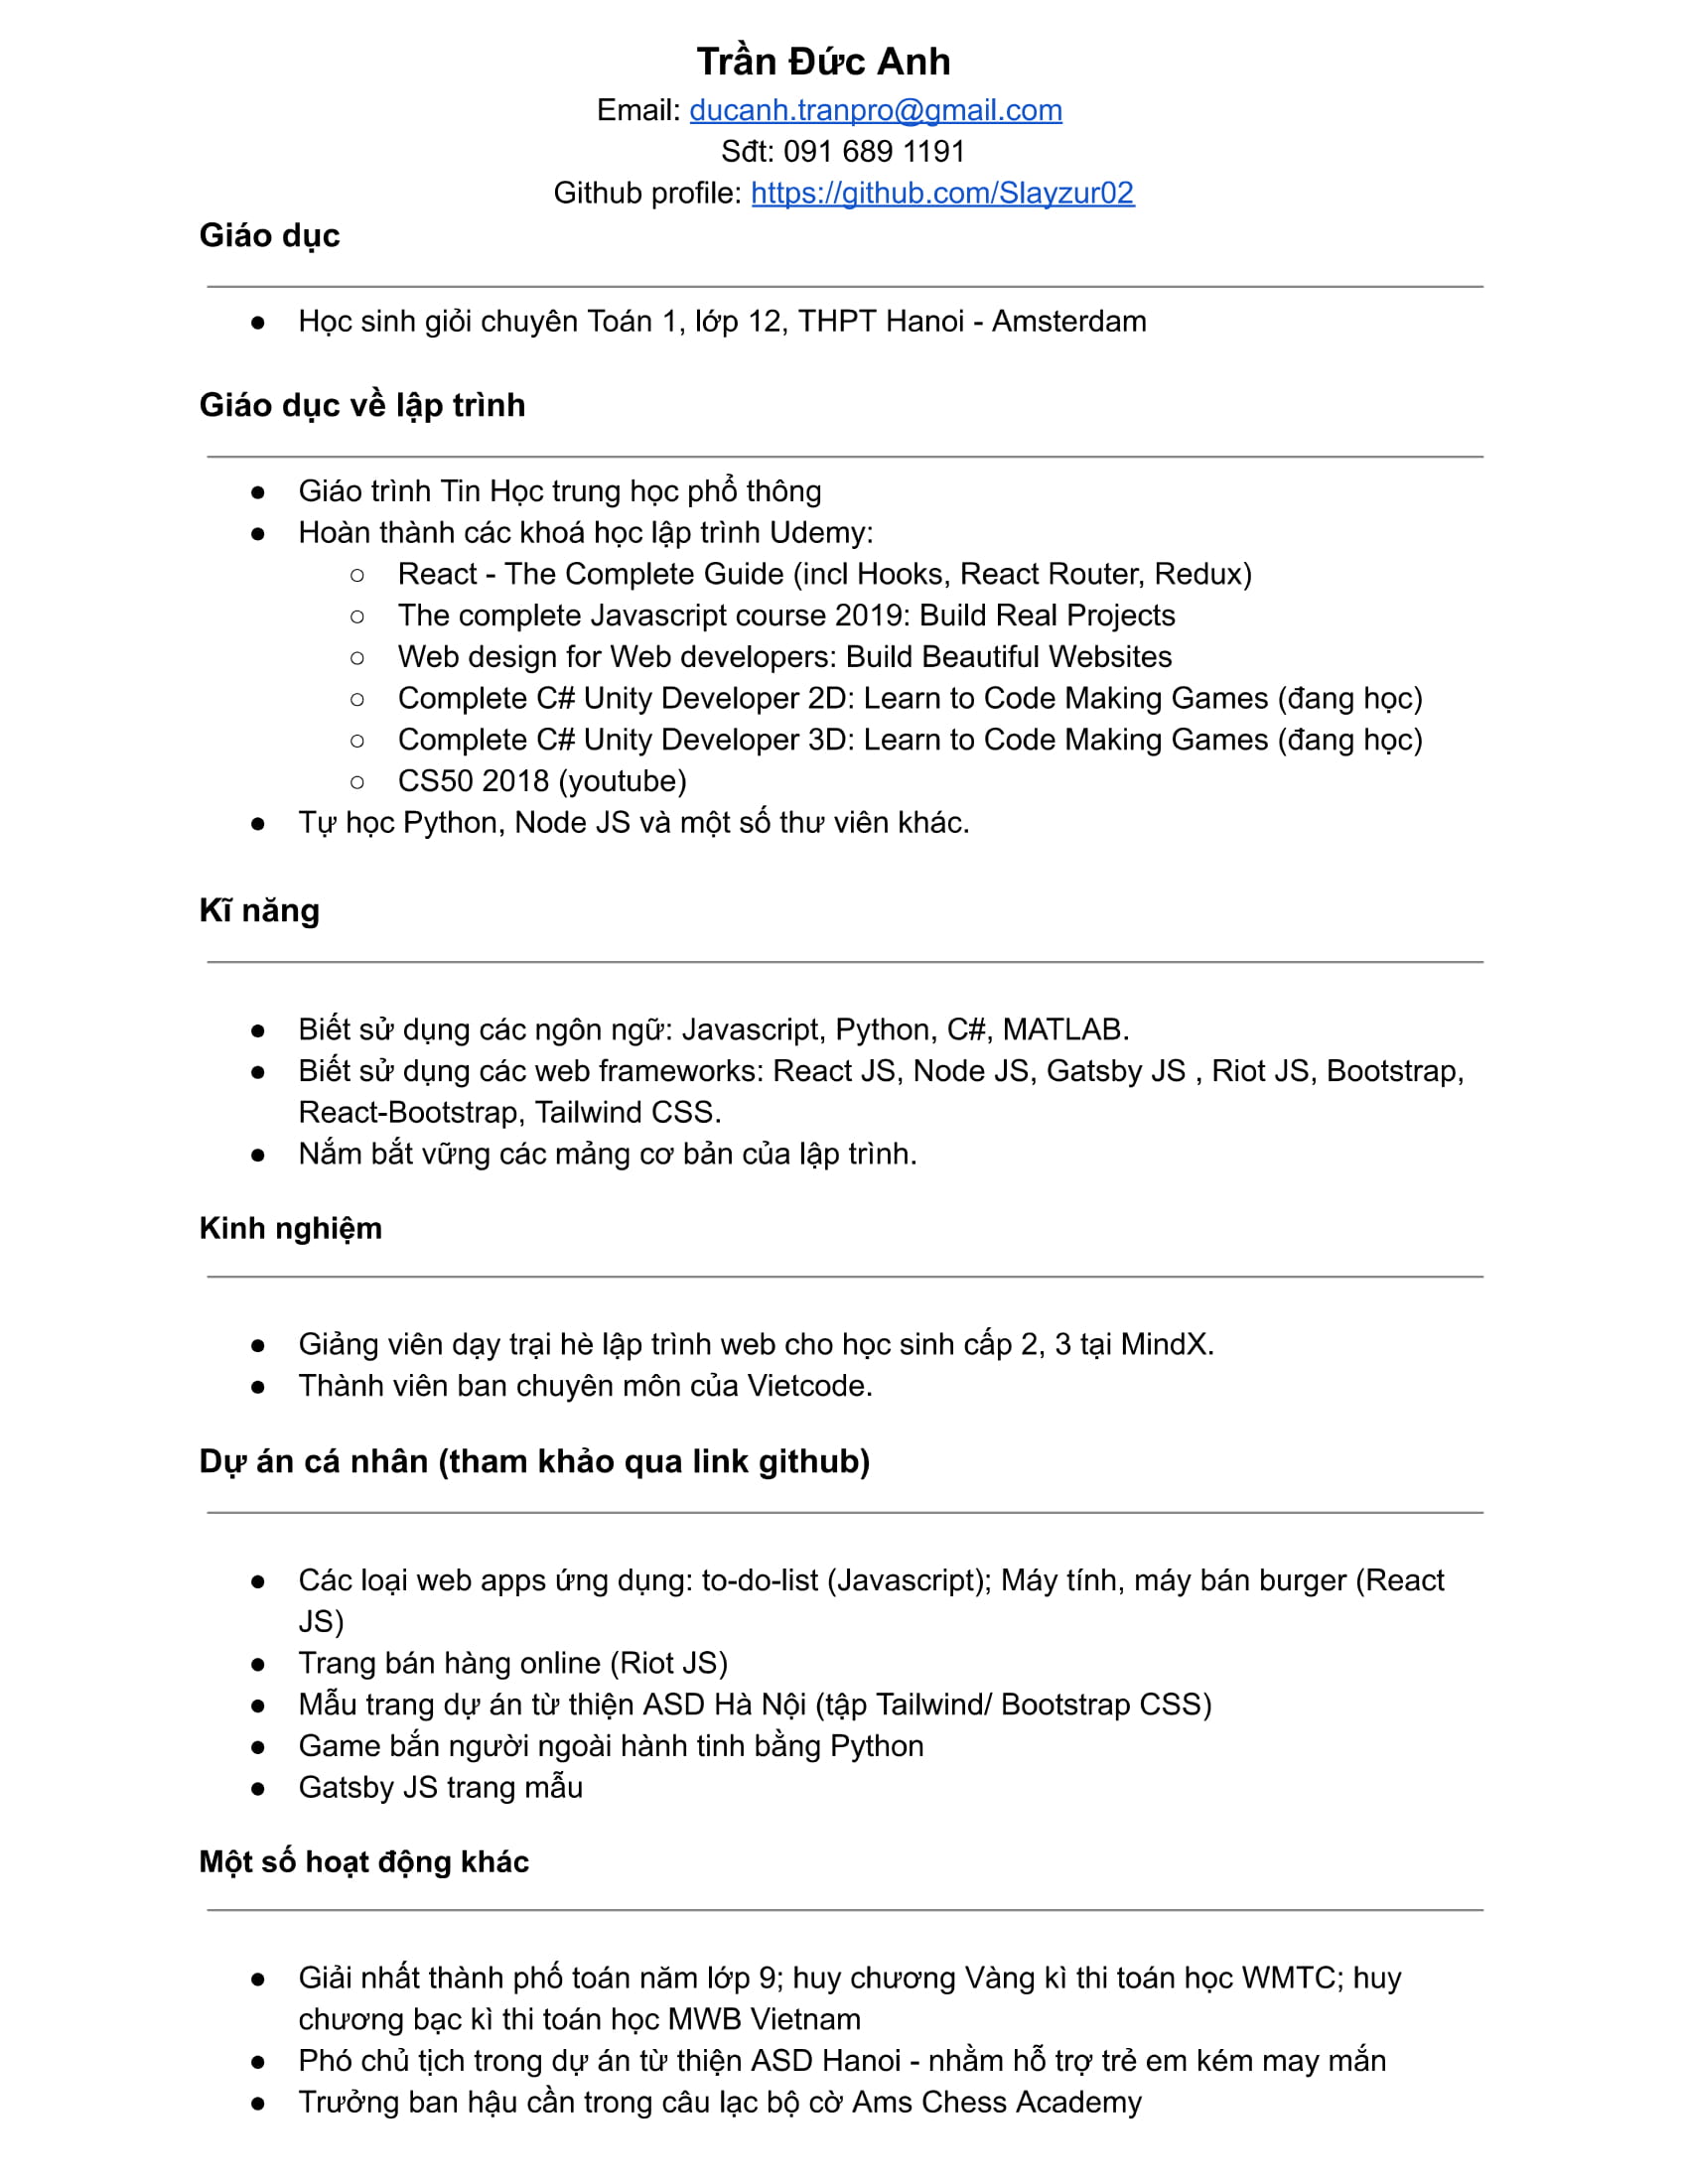 Trần Đức Anh
Email: ducanh.tranpro@gmail.com
Sđt: 091 689 1191
Github profile: https://github.com/Slayzur02
Giáo dục
● Học sinh giỏi chuyên Toán 1, lớp 12, THPT Hanoi - Amsterdam
Giáo dục về lập trình
● Giáo trình Tin Học trung học phổ thông
● Hoàn thành các khoá học lập trình Udemy:
○ React - The Complete Guide (incl Hooks, React Router, Redux)
○ The complete Javascript course 2019: Build Real Projects
○ Web design for Web developers: Build Beautiful Websites
○ Complete C# Unity Developer 2D: Learn to Code Making Games (đang học)
○ Complete C# Unity Developer 3D: Learn to Code Making Games (đang học)
○ CS50 2018 (youtube)
● Tự học Python, Node JS và một số thư viên khác.
Kĩ năng
● Biết sử dụng các ngôn ngữ: Javascript, Python, C#, MATLAB.
● Biết sử dụng các web frameworks: React JS, Node JS, Gatsby JS , Riot JS, Bootstrap,
React-Bootstrap, Tailwind CSS.
● Nắm bắt vững các mảng cơ bản của lập trình.
Kinh nghiệm
● Giảng viên dạy trại hè lập trình web cho học sinh cấp 2, 3 tại MindX.
● Thành viên ban chuyên môn của Vietcode.
Dự án cá nhân (tham khảo qua link github)
● Các loại web apps ứng dụng: to-do-list (Javascript); Máy tính, máy bán burger (React
JS)
● Trang bán hàng online (Riot JS)
● Mẫu trang dự án từ thiện ASD Hà Nội (tập Tailwind/ Bootstrap CSS)
● Game bắn người ngoài hành tinh bằng Python
● Gatsby JS trang mẫu
Một số hoạt động khác
● Giải nhất thành phố toán năm lớp 9; huy chương Vàng kì thi toán học WMTC; huy
chương bạc kì thi toán học MWB Vietnam
● Phó chủ tịch trong dự án từ thiện ASD Hanoi - nhằm hỗ trợ trẻ em kém may mắn
● Trưởng ban hậu cần trong câu lạc bộ cờ Ams Chess Academy